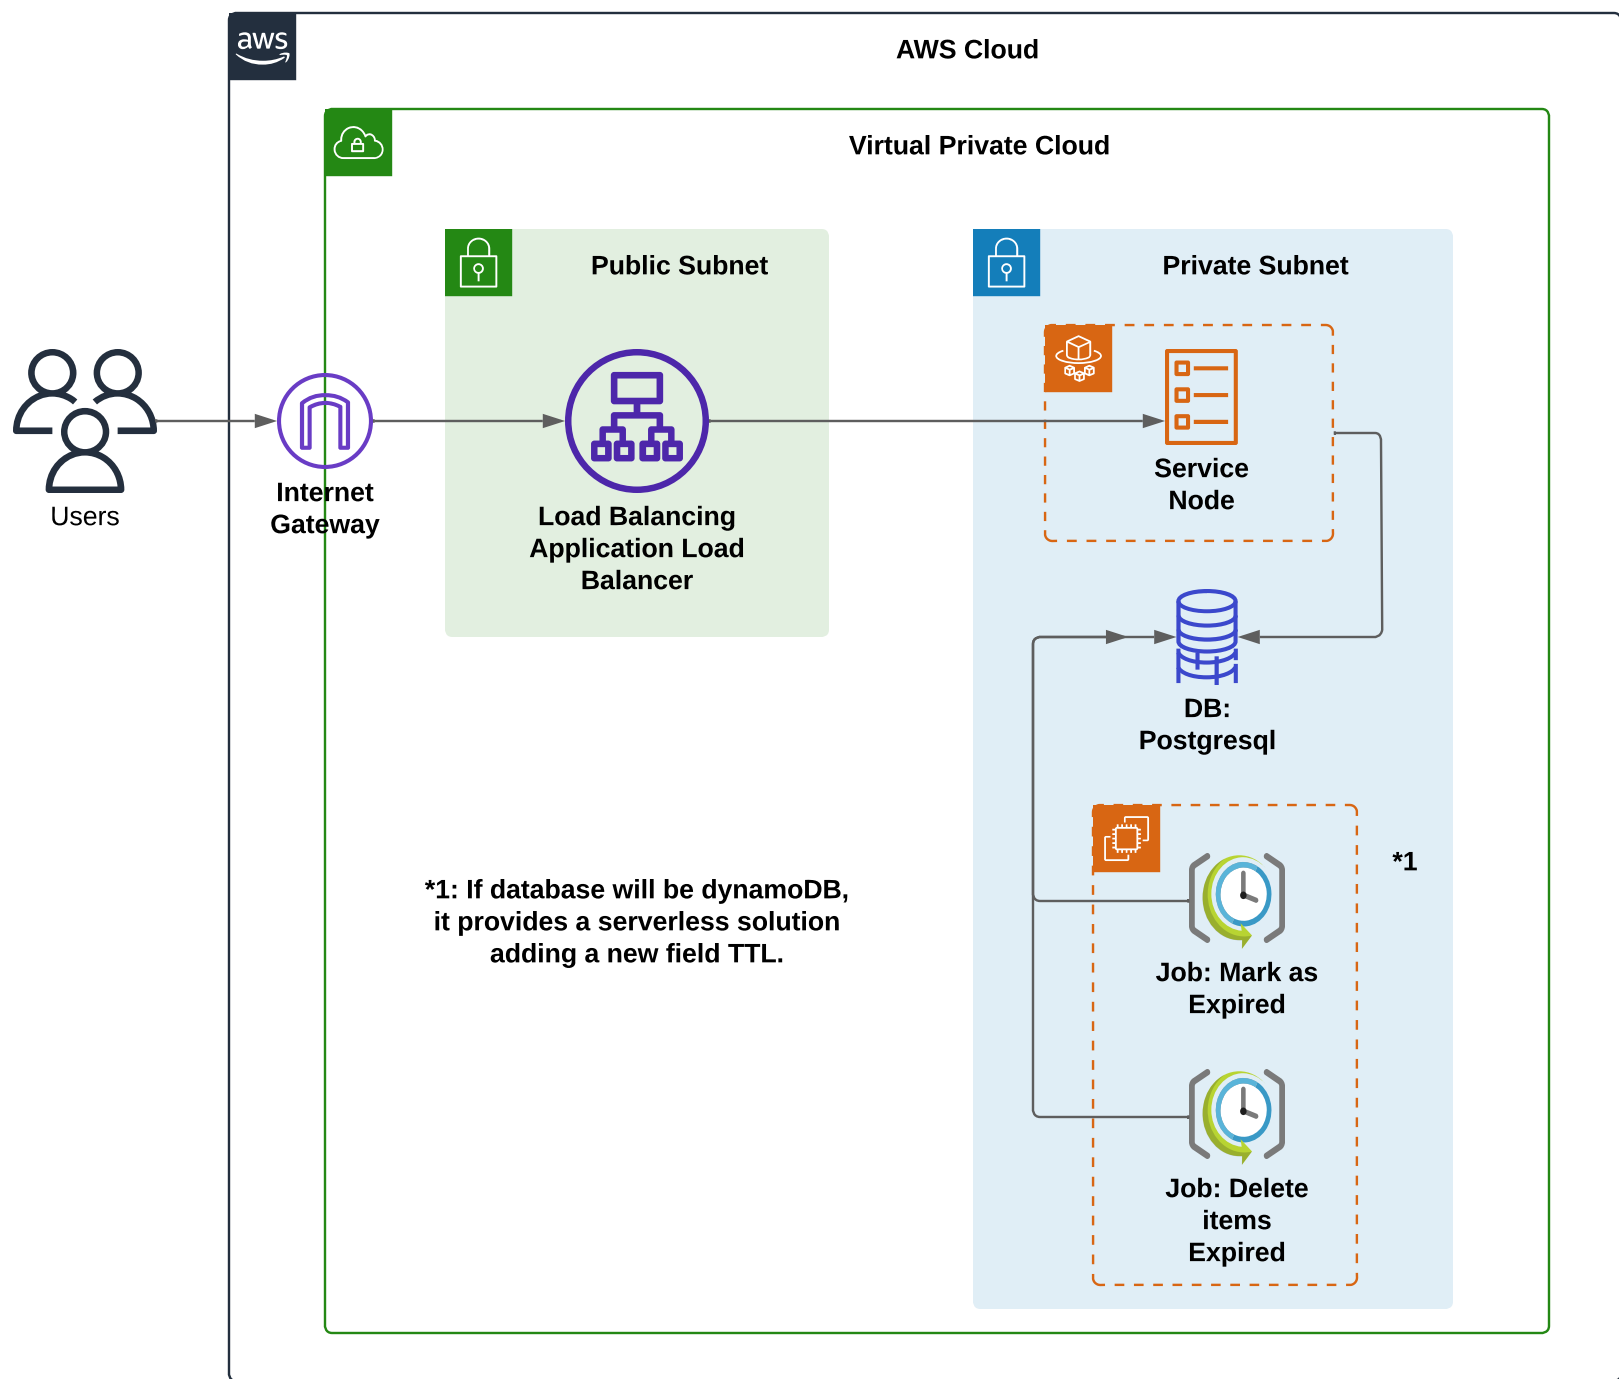 aws
AWS Cloud
Virtual Private Cloud
Public Subnet
Private Subnet
Users
Internet
Gateway
Load Balancing
Application Load
Balancer
Service
Node
DB:
Postgresql
*1: If database will be dynamoDB,
it provides a serverless solution
adding a new field TTL.
*1
Job: Mark as
Expired
Job: Delete
items
Expired